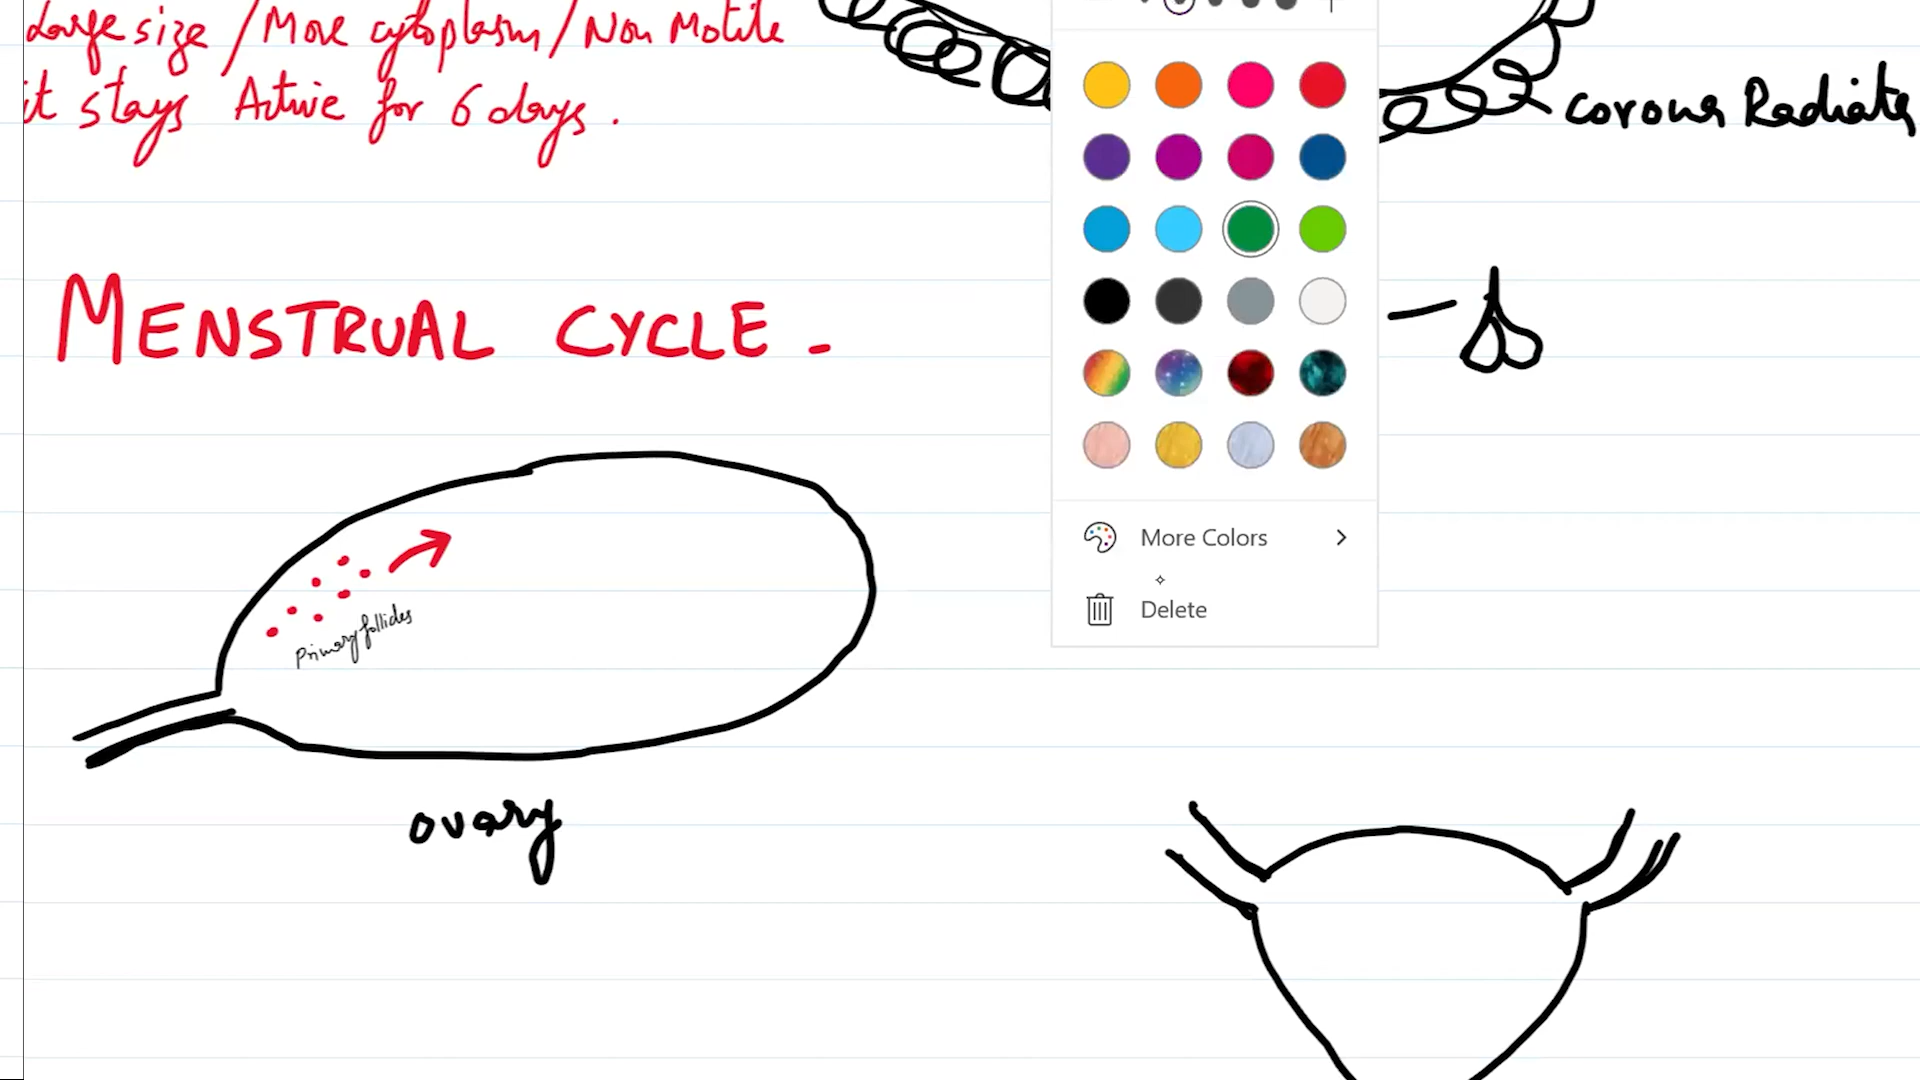 Large size / More cytoplasm / Non Motile
it stays Active for 6 days.
corona Radiata
MENSTRUAL CYCLE -
Primary follicles
ovary
More Colors
Delete